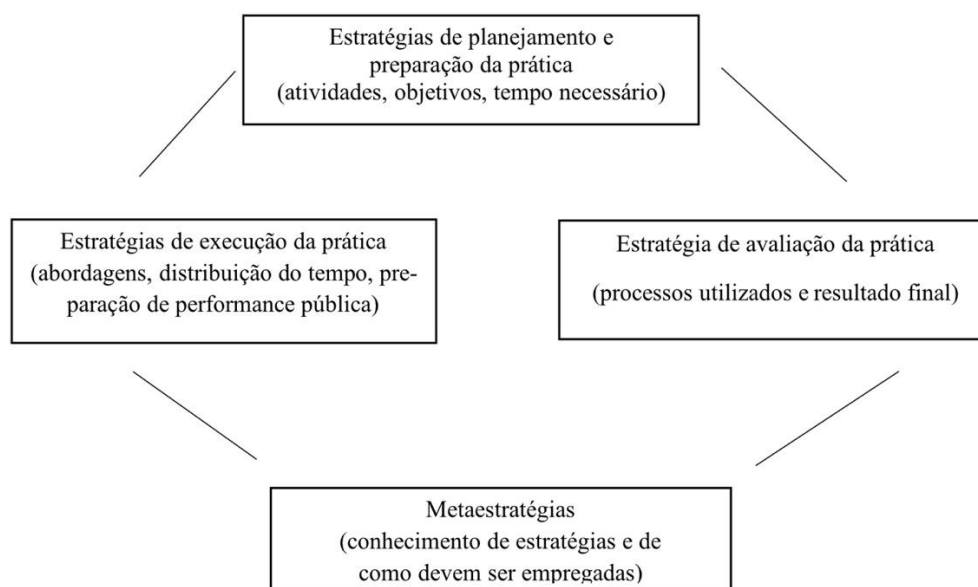 Estratégias de planejamento e
preparação da prática
(atividades, objetivos, tempo necessário)
Estratégias de execução da prática
(abordagens, distribuição do tempo, pre-
paração de performance pública)
Estratégia de avaliação da prática
(processos utilizados e resultado final)
Metaestratégias
(conhecimento de estratégias e de
como devem ser empregadas)